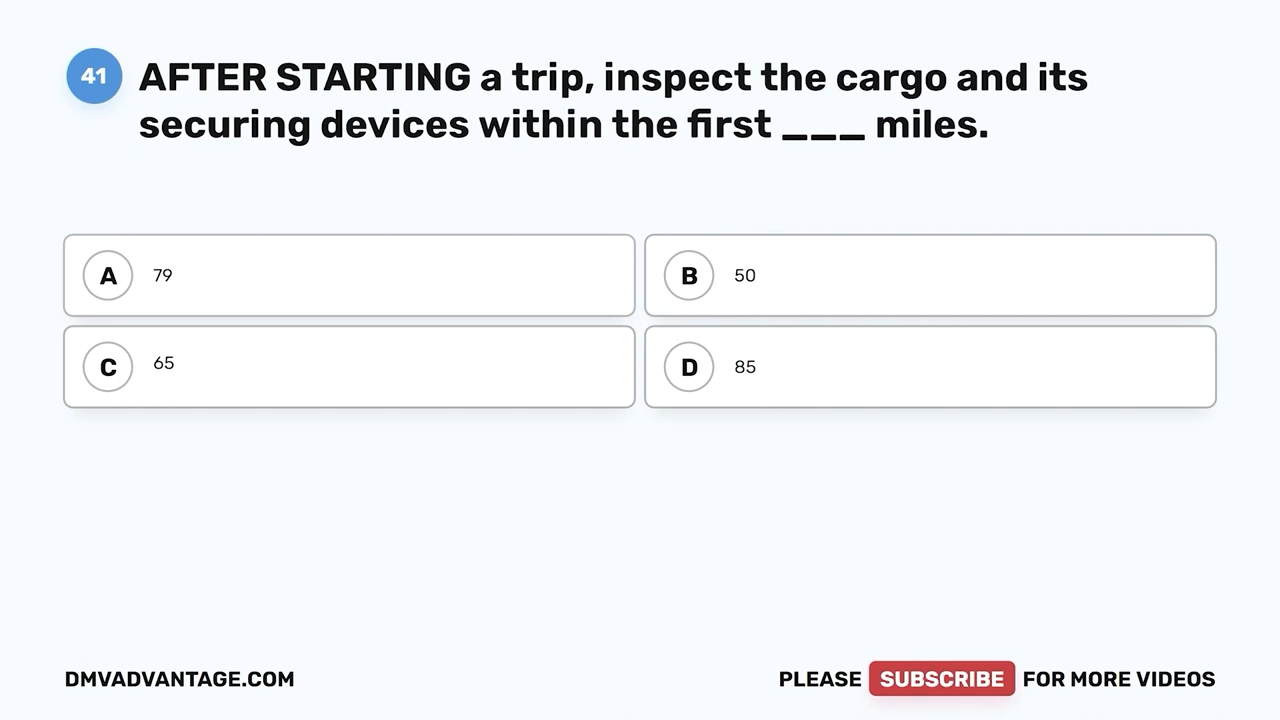 41
AFTER STARTING a trip, inspect the cargo and its
securing devices within the first ___ miles.
A 79
B 50
C 65
D 85
DMVADVANTAGE.COM
PLEASE SUBSCRIBE FOR MORE VIDEOS